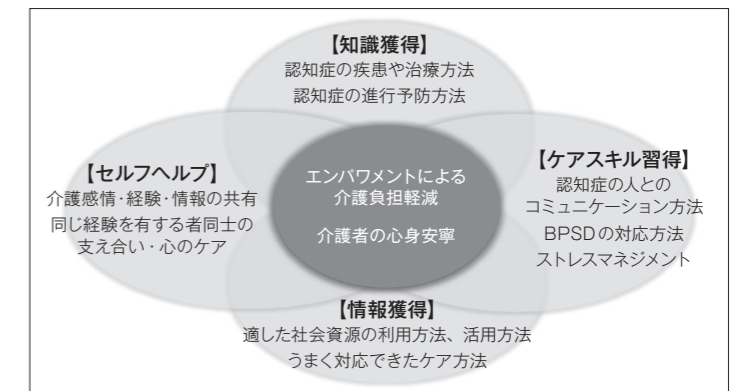 【知識獲得】
認知症の疾患や治療方法
認知症の進行予防方法
【セルフヘルプ】
介護感情・経験・情報の共有
同じ経験を有する者同士の
支え合い・心のケア
エンパワメントによる
介護負担軽減
介護者の心身安寧
【ケアスキル習得】
認知症の人との
コミュニケーション方法
BPSDの対応方法
ストレスマネジメント
【情報獲得】
適した社会資源の利用方法、活用方法
うまく対応できたケア方法